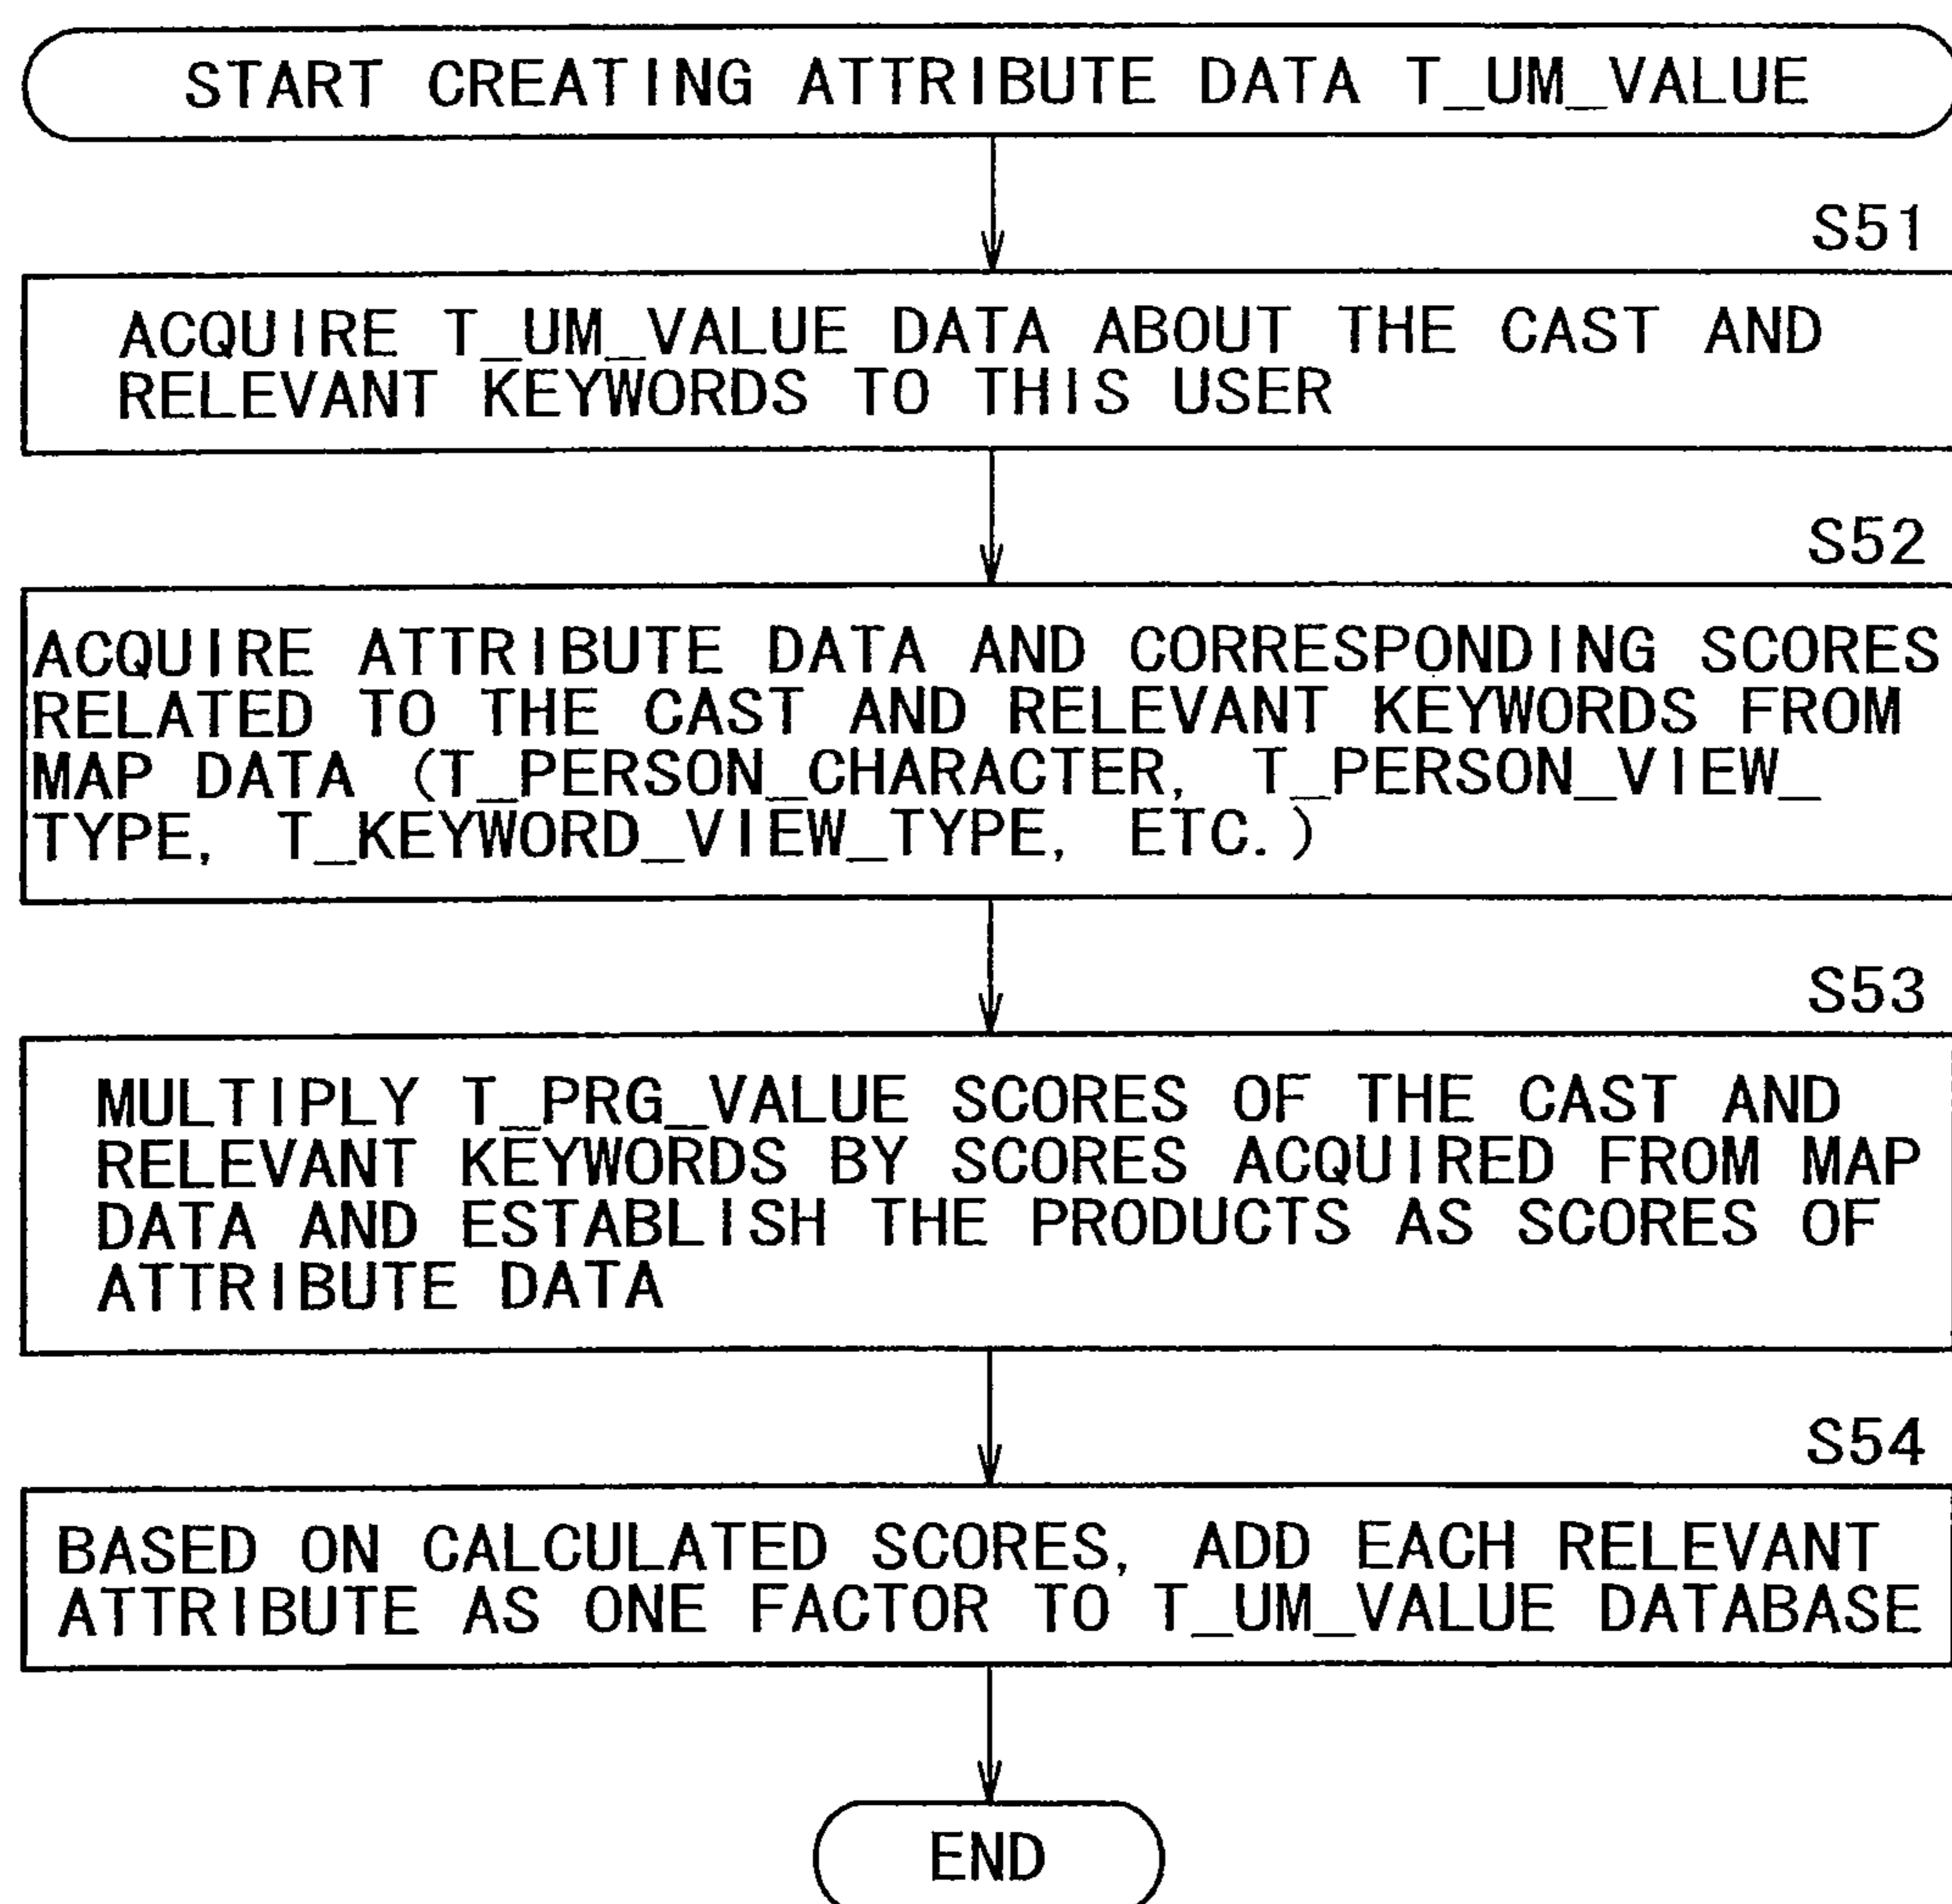 START CREATING ATTRIBUTE DATA T_UM_VALUE
S51
ACQUIRE T_UM_VALUE DATA ABOUT THE CAST AND
RELEVANT KEYWORDS TO THIS USER
S52
ACQUIRE ATTRIBUTE DATA AND CORRESPONDING SCORES
RELATED TO THE CAST AND RELEVANT KEYWORDS FROM
MAP DATA (T_PERSON_CHARACTER, T_PERSON_VIEW_
TYPE, T_KEYWORD_VIEW_TYPE, ETC.)
S53
MULTIPLY T_PRG_VALUE SCORES OF THE CAST AND
RELEVANT KEYWORDS BY SCORES ACQUIRED FROM MAP
DATA AND ESTABLISH THE PRODUCTS AS SCORES OF
ATTRIBUTE DATA
S54
BASED ON CALCULATED SCORES, ADD EACH RELEVANT
ATTRIBUTE AS ONE FACTOR TO T_UM_VALUE DATABASE
END